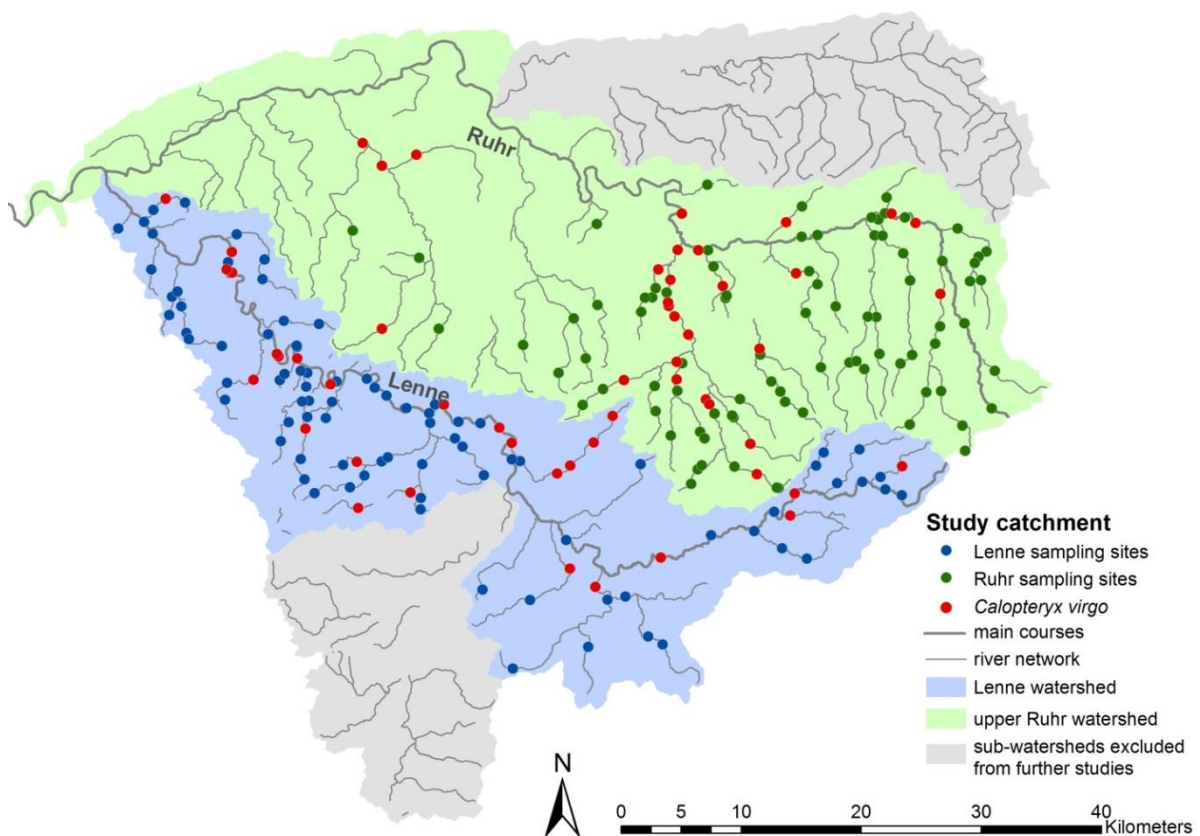 Ruhr
Lenne
Study catchment
Lenne sampling sites
Ruhr sampling sites
Calopteryx virgo
main courses
river network
Lenne watershed
upper Ruhr watershed
sub-watersheds excluded
from further studies
N
0 5 10 20 30 40
Kilometers